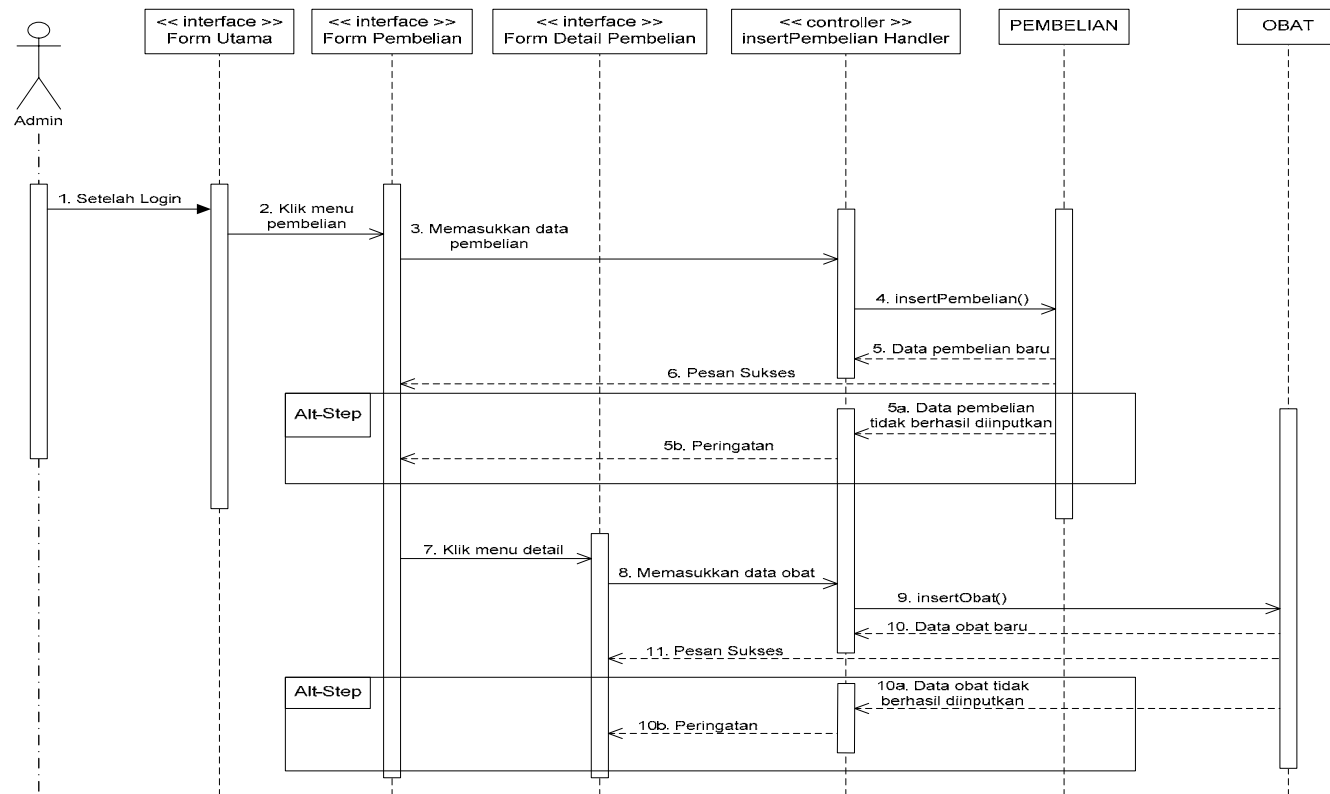 << interface >>
Form Utama
<< interface >>
Form Pembelian
<< interface >>
Form Detail Pembelian
<< controller >>
insertPembelian Handler
PEMBELIAN
OBAT
Admin
1. Setelah Login
2. Klik menu
pembelian
3. Memasukkan data
pembelian
4. insertPembelian()
5. Data pembelian baru
6. Pesan Sukses
Alt-Step
5a. Data pembelian
tidak berhasil diinputkan
5b. Peringatan
7. Klik menu detail
8. Memasukkan data obat
9. insertObat()
10. Data obat baru
11. Pesan Sukses
Alt-Step
10a. Data obat tidak
berhasil diinputkan
10b. Peringatan